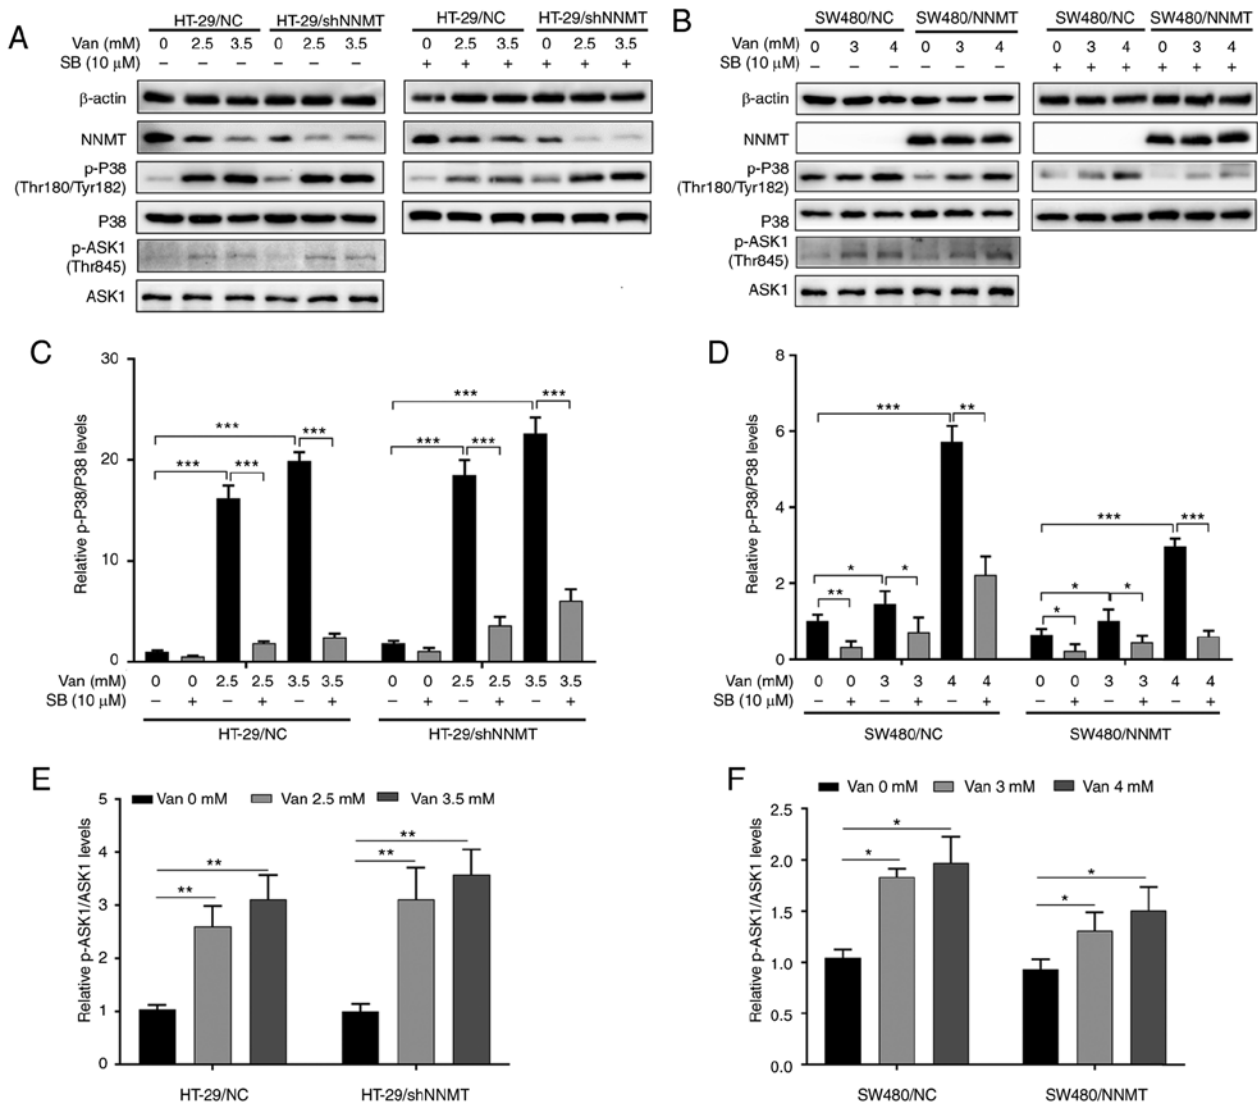 A
HT-29/NC HT-29/shNNMT HT-29/NC HT-29/shNNMT
Van (mM) 0 2.5 3.5 0 2.5 3.5 0 2.5 3.5 0 2.5 3.5
SB (10 µM) – – – – – – + + + + + +
β-actin
NNMT
p-P38
(Thr180/Tyr182)
P38
p-ASK1
(Thr845)
ASK1
B
SW480/NC SW480/NNMT SW480/NC SW480/NNMT
Van (mM) 0 3 4 0 3 4 0 3 4 0 3 4
SB (10 µM) – – – – – – + + + + + +
β-actin
NNMT
p-P38
(Thr180/Tyr182)
P38
p-ASK1
(Thr845)
ASK1
C
Relative p-P38/P38 levels
30
20
10
0
*** *** *** *** *** *** *** ***
Van (mM) 0 0 2.5 2.5 3.5 3.5 0 0 2.5 2.5 3.5 3.5
SB (10 µM) – + – + – + – + – + – +
HT-29/NC HT-29/shNNMT
D
Relative p-P38/P38 levels
8
6
4
2
0
** * * *** ** * * * *** ***
Van (mM) 0 0 3 3 4 4 0 0 3 3 4 4
SB (10 µM) – + – + – + – + – + – +
SW480/NC SW480/NNMT
E
Van 0 mM Van 2.5 mM Van 3.5 mM
Relative p-ASK1/ASK1 levels
5
4
3
2
1
0
** ** ** **
HT-29/NC HT-29/shNNMT
F
Van 0 mM Van 3 mM Van 4 mM
Relative p-ASK1/ASK1 levels
2.5
2.0
1.5
1.0
0.5
0.0
* * * *
SW480/NC SW480/NNMT